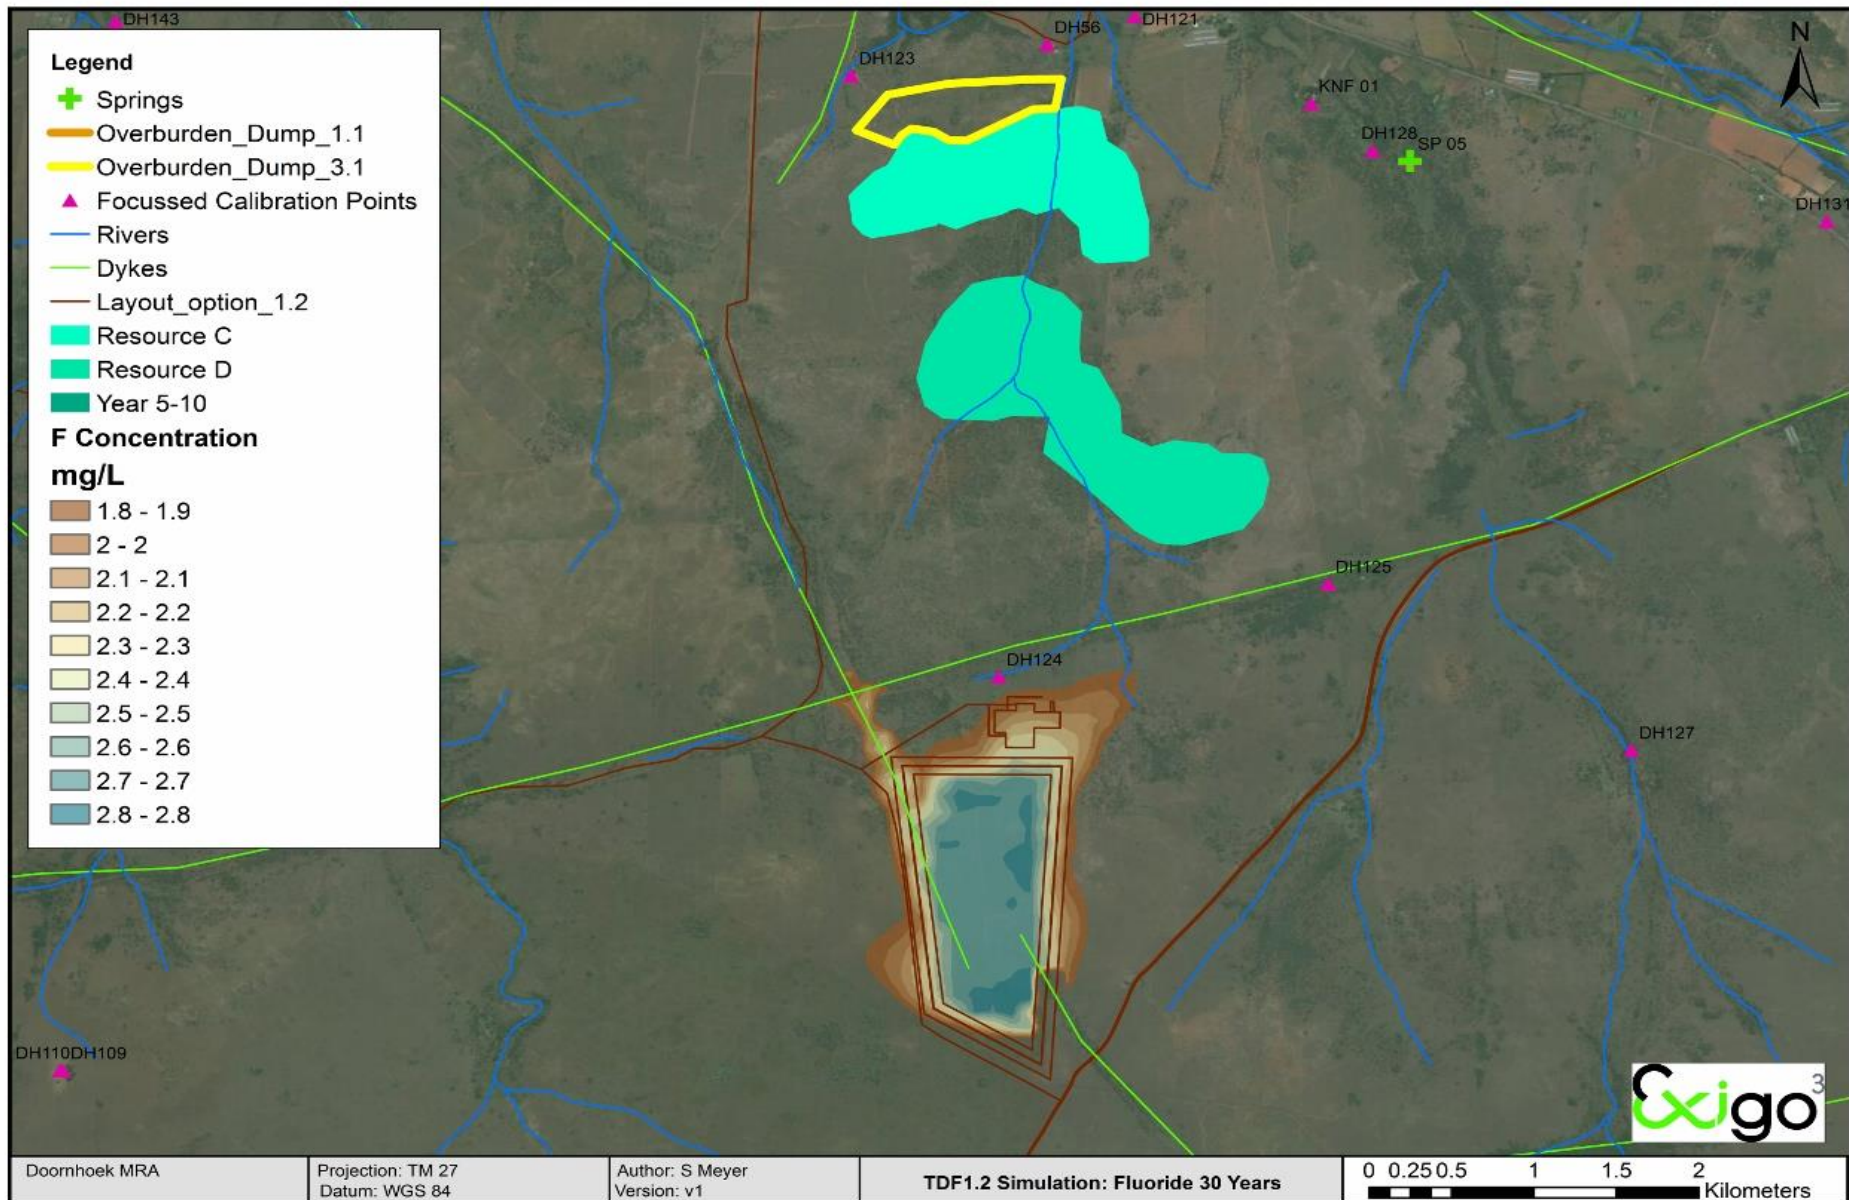 DH143
DH56
DH121
DH123
N
KNF 01
DH128
SP 05
DH131
Legend
Springs
Overburden_Dump_1.1
Overburden_Dump_3.1
Focussed Calibration Points
Rivers
Dykes
Layout_option_1.2
Resource C
Resource D
Year 5-10
F Concentration
mg/L
1.8 - 1.9
2 - 2
2.1 - 2.1
2.2 - 2.2
2.3 - 2.3
2.4 - 2.4
2.5 - 2.5
2.6 - 2.6
2.7 - 2.7
2.8 - 2.8
DH125
DH124
DH127
DH110DH109
Exigo3
Doornhoek MRA
Projection: TM 27
Datum: WGS 84
Author: S Meyer
Version: v1
TDF1.2 Simulation: Fluoride 30 Years
0 0.25 0.5 1 1.5 2
Kilometers